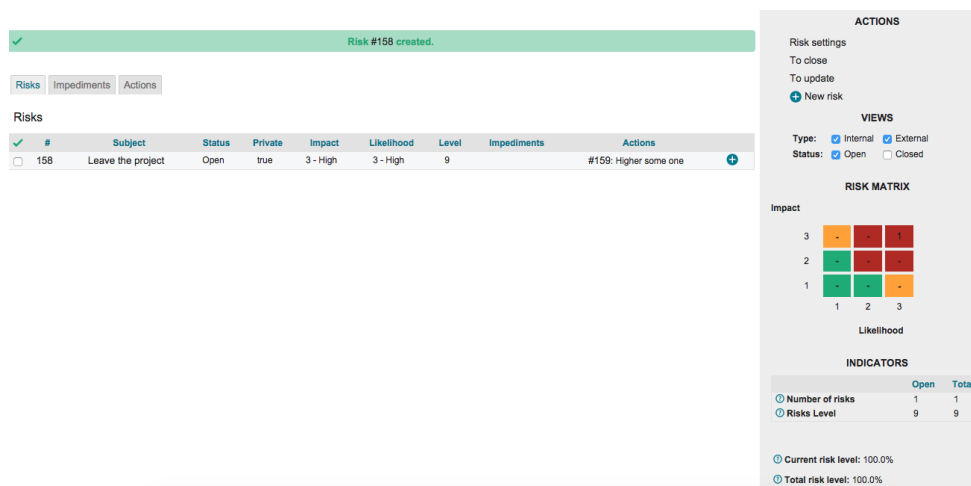 Risk #158 created.
Risks Impediments Actions
Risks
# Subject Status Private Impact Likelihood Level Impediments Actions
158 Leave the project Open true 3 - High 3 - High 9 #159: Higher some one
ACTIONS
Risk settings
To close
To update
New risk
VIEWS
Type: Internal External
Status: Open Closed
RISK MATRIX
Impact
3 - - 1
2 - - -
1 - - -
1 2 3
Likelihood
INDICATORS
Open Tota
Number of risks 1 1
Risks Level 9 9
Current risk level: 100.0%
Total risk level: 100.0%